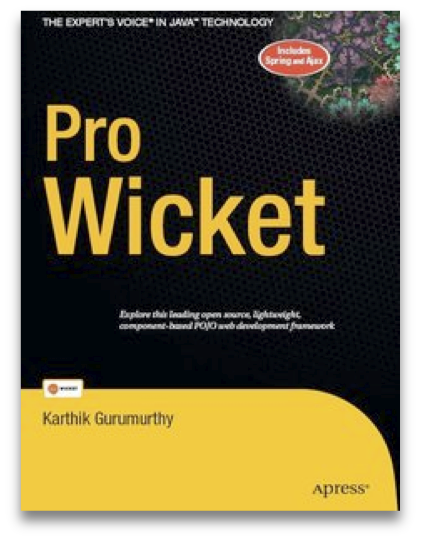 THE EXPERT'S VOICE® IN JAVA™ TECHNOLOGY
Includes
Spring and Ajax
Pro
Wicket
Explore this leading open source, lightweight,
component-based POJO web development framework
WICKET
Karthik Gurumurthy
Apress®